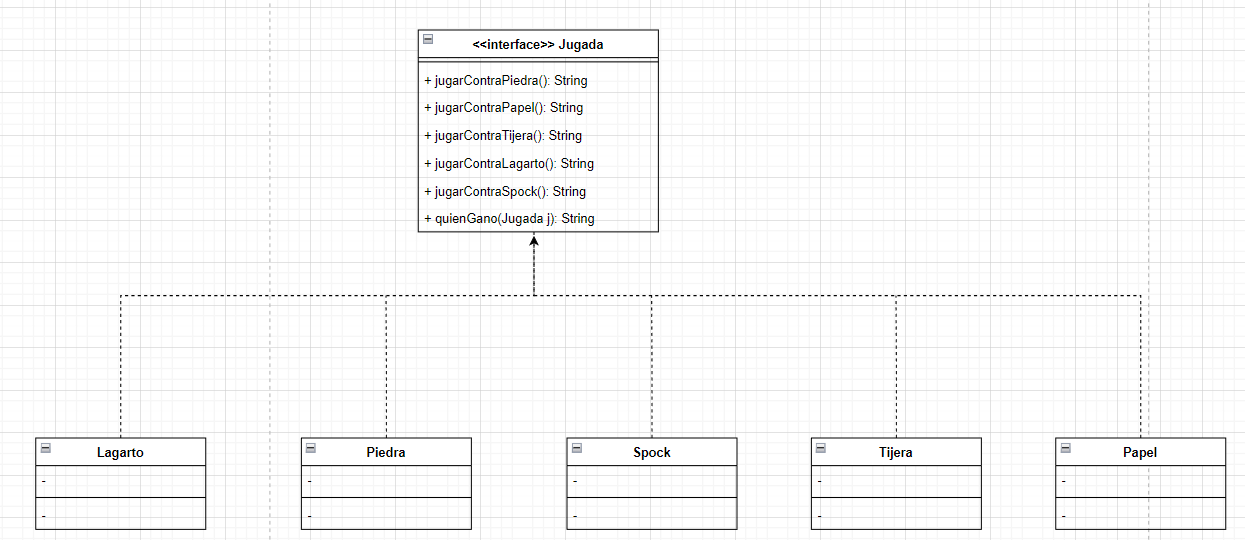 <<interface>> Jugada
+ jugarContraPiedra(): String
+ jugarContraPapel(): String
+ jugarContraTijera(): String
+ jugarContraLagarto(): String
+ jugarContraSpock(): String
+ quienGano(Jugada j): String
Lagarto
-
-
Piedra
-
-
Spock
-
-
Tijera
-
-
Papel
-
-